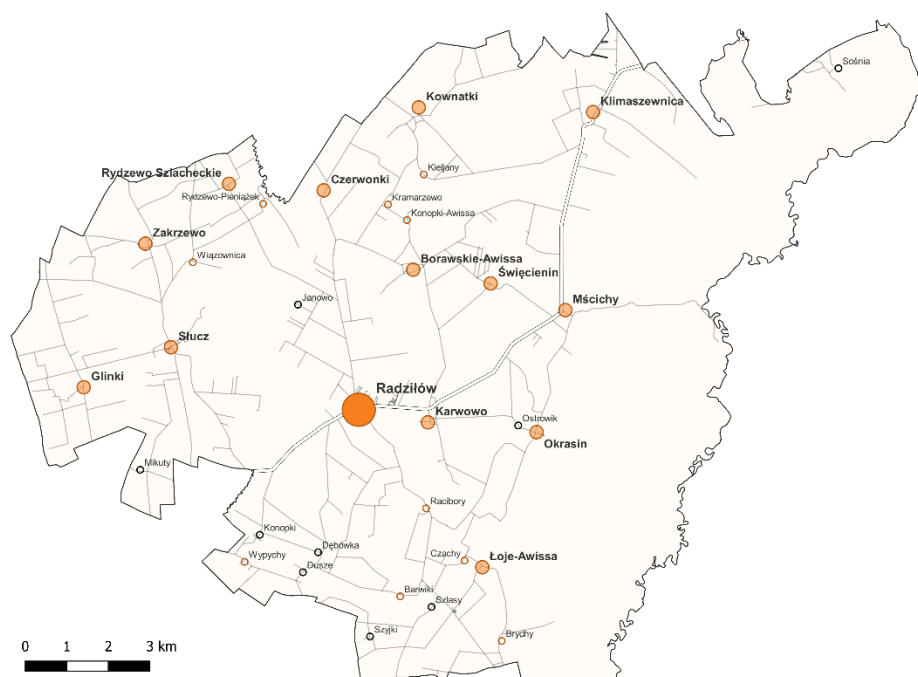 Sośnia
Kownatki
Klimaszewnica
Kieljany
Rydzewo Szlacheckie
Czerwonki
Rydzewo-Pieniążek
Kramarzewo
Konopki-Awissa
Zakrzewo
Wiązownica
Borawskie-Awissa
Święcienin
Janowo
Mścichy
Słucz
Glinki
Radziłów
Karwowo
Ostrowik
Okrasin
Mikuty
Racibory
Konopki
Dębówka
Wypychy
Dusze
Czachy
Łoje-Awissa
Barwiki
Szlasy
Szyjki
Brychy
0 1 2 3 km